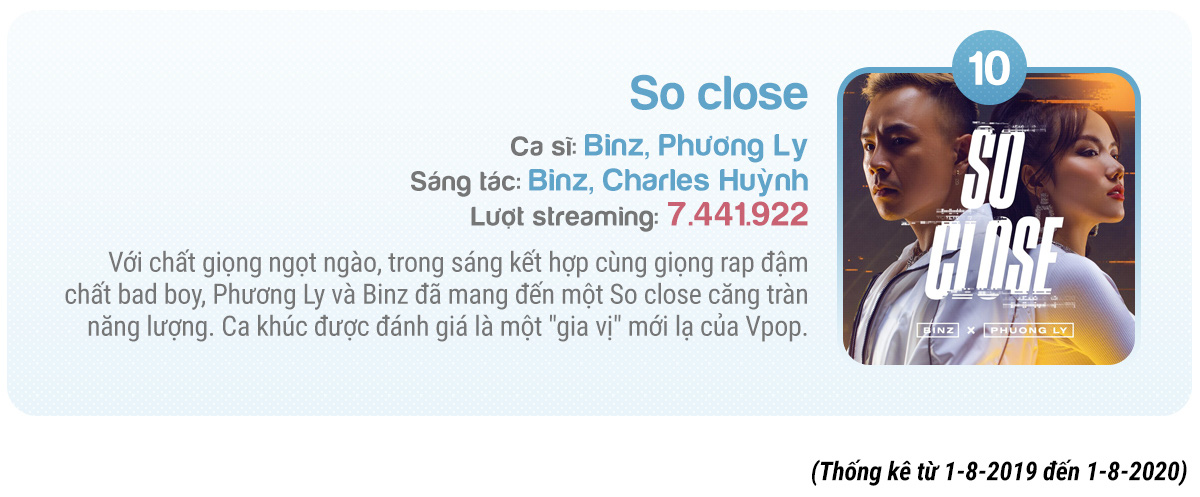 So close
Ca sĩ: Binz, Phương Ly
Sáng tác: Binz, Charles Huỳnh
Lượt streaming: 7.441.922
Với chất giọng ngọt ngào, trong sáng kết hợp cùng giọng rap đậm
chất bad boy, Phương Ly và Binz đã mang đến một So close căng tràn
năng lượng. Ca khúc được đánh giá là một "gia vị" mới lạ của Vpop.
10
SO
CLOSE
BINZ x PHUONG LY
(Thống kê từ 1-8-2019 đến 1-8-2020)